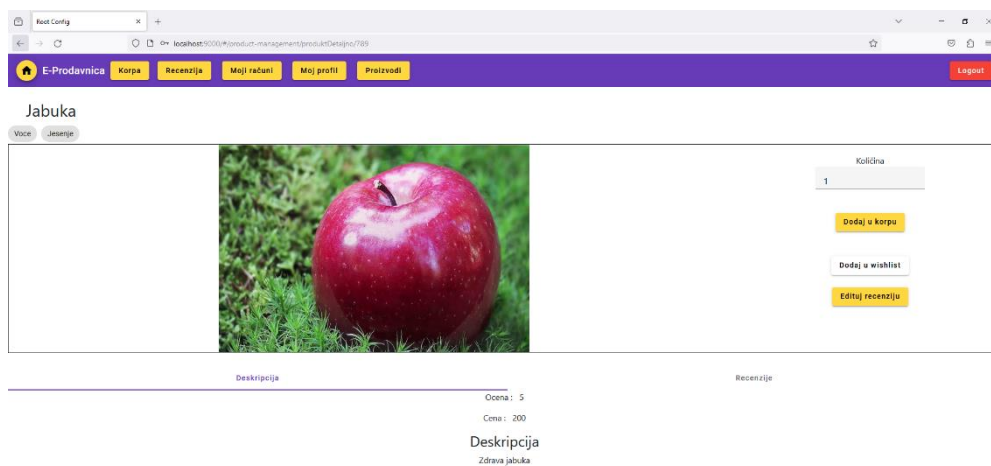 Root Config
localhost:9000/#/product-management/produktDetaljno/789
E-Prodavnica Korpa Recenzija Moji računi Moj profil Proizvodi Logout
Jabuka
Voce Jesenje
Količina
1
Dodaj u korpu
Dodaj u wishlist
Edituj recenziju
Deskripcija Recenzije
Ocena : 5
Cena : 200
Deskripcija
Zdrava jabuka